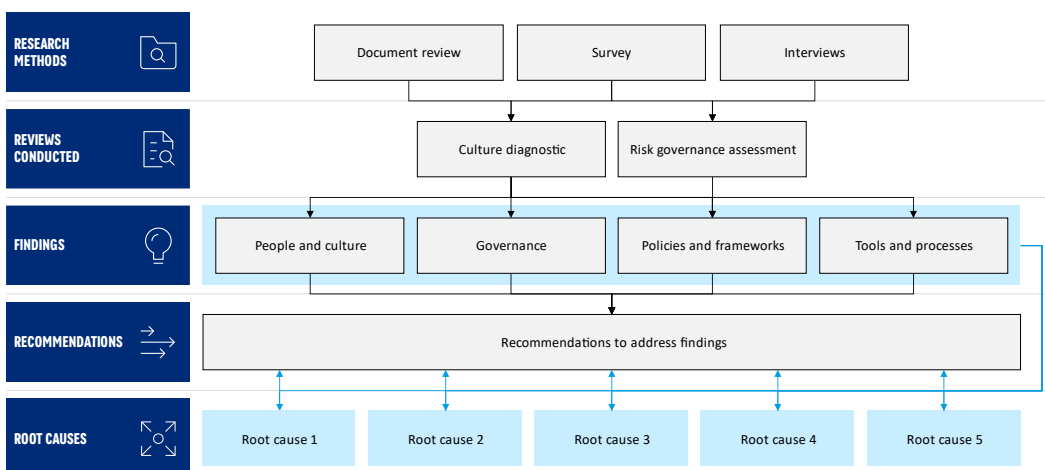 RESEARCH
METHODS
Document review
Survey
Interviews
REVIEWS
CONDUCTED
Culture diagnostic
Risk governance assessment
FINDINGS
People and culture
Governance
Policies and frameworks
Tools and processes
RECOMMENDATIONS
Recommendations to address findings
ROOT CAUSES
Root cause 1
Root cause 2
Root cause 3
Root cause 4
Root cause 5